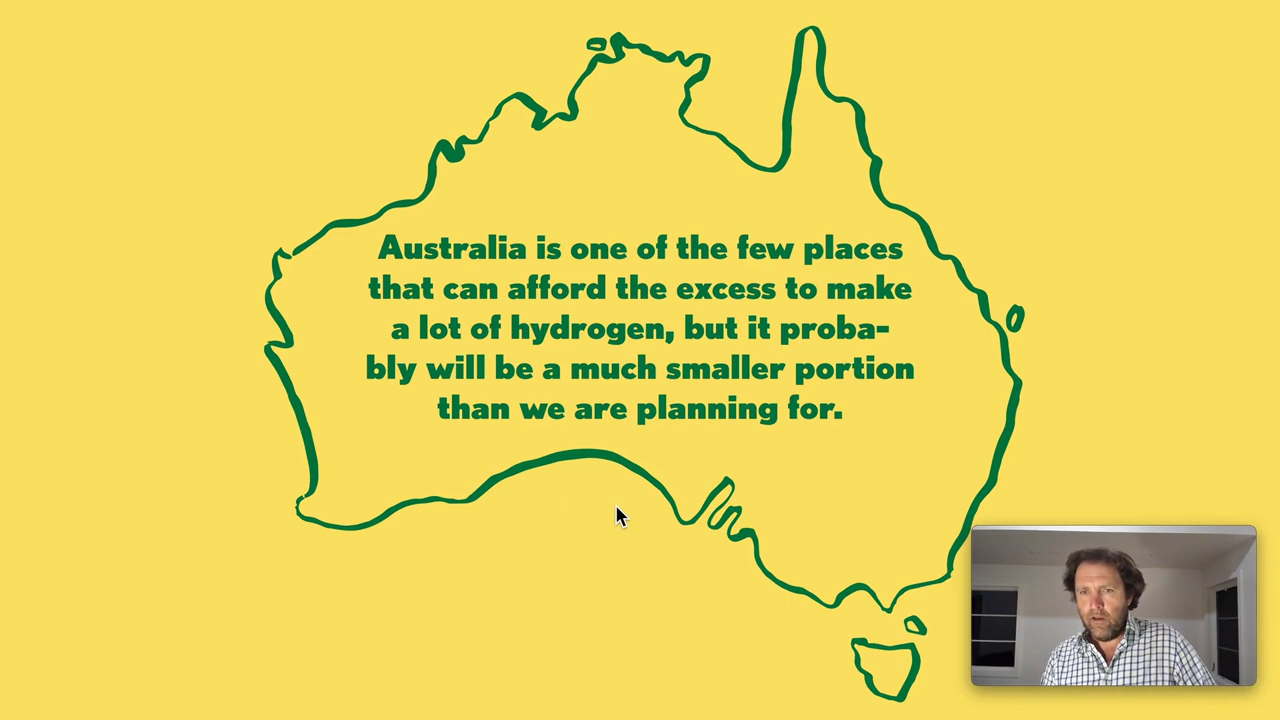 Australia is one of the few places
that can afford the excess to make
a lot of hydrogen, but it proba-
bly will be a much smaller portion
than we are planning for.